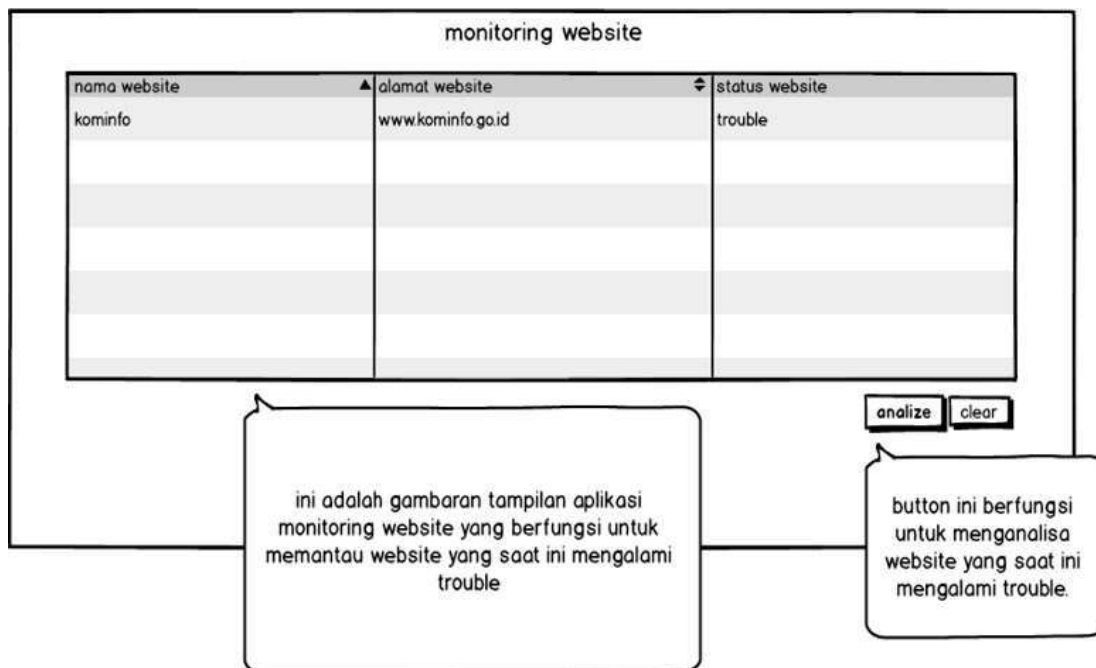 monitoring website
nama website alamat website status website
kominfo www.kominfo.go.id trouble
analize clear
ini adalah gambaran tampilan aplikasi
monitoring website yang berfungsi untuk
memantau website yang saat ini mengalami
trouble
button ini berfungsi
untuk menganalisa
website yang saat ini
mengalami trouble.